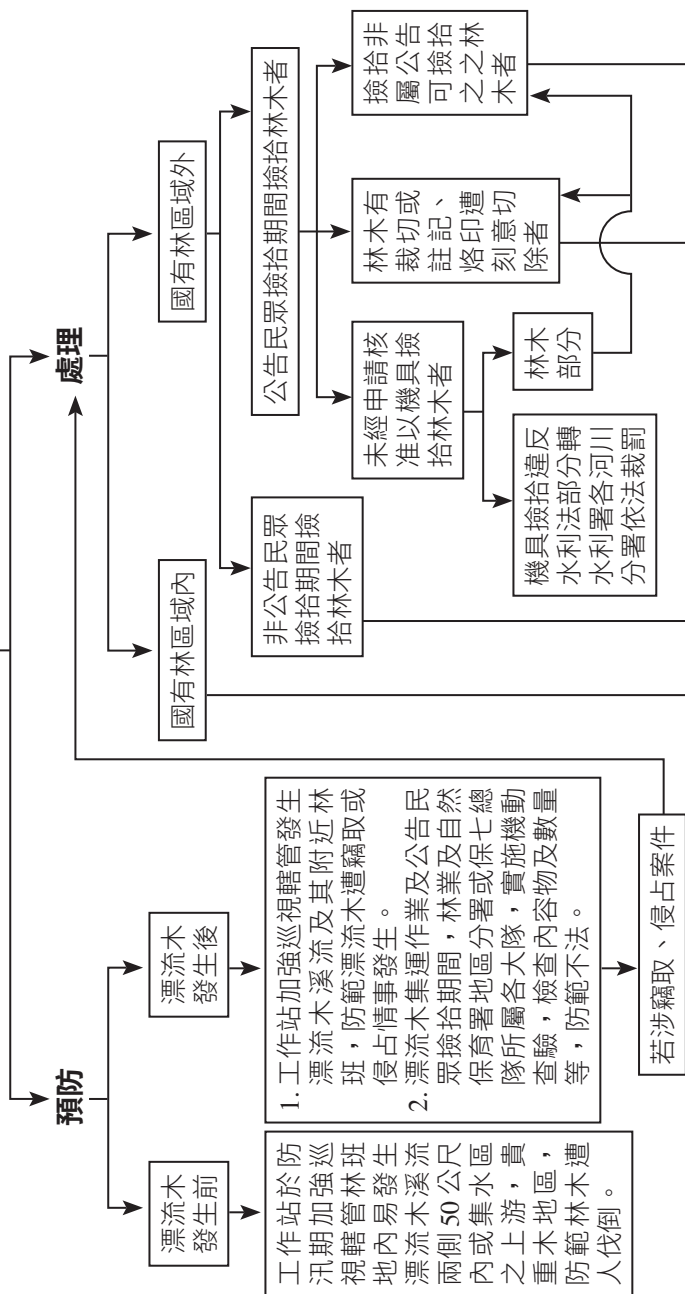 預防
漂流木
發生前
工作站於防
汛期加強巡
視轄管林班
地內易發生
漂流木溪流
兩側 50 公尺
內或集水區
之上游，貴
重木地區，
防範林木遭
人伐倒。
漂流木
發生後
1. 工作站加強巡視轄管發生
漂流木溪流及其附近林
班，防範漂流木遭竊取或
侵占情事發生。
2. 漂流木集運作業及公告民
眾撿拾期間，林業及自然
保育署地區分署或保七總
隊所屬各大隊，實施機動
查驗，檢查內容物及數量
等，防範不法。
若涉竊取、侵占案件
處理
國有林區域內
國有林區域外
非公告民眾
撿拾期間撿
拾林木者
公告民眾撿拾期間撿拾林木者
未經申請核
准以機具撿
拾林木者
機具撿拾違反
水利法部分轉
水利署各河川
分署依法裁罰
林木
部分
林木有
裁切或
註記、
烙印遭
刻意切
除者
撿拾非
屬公告
可撿拾
之之林
木者